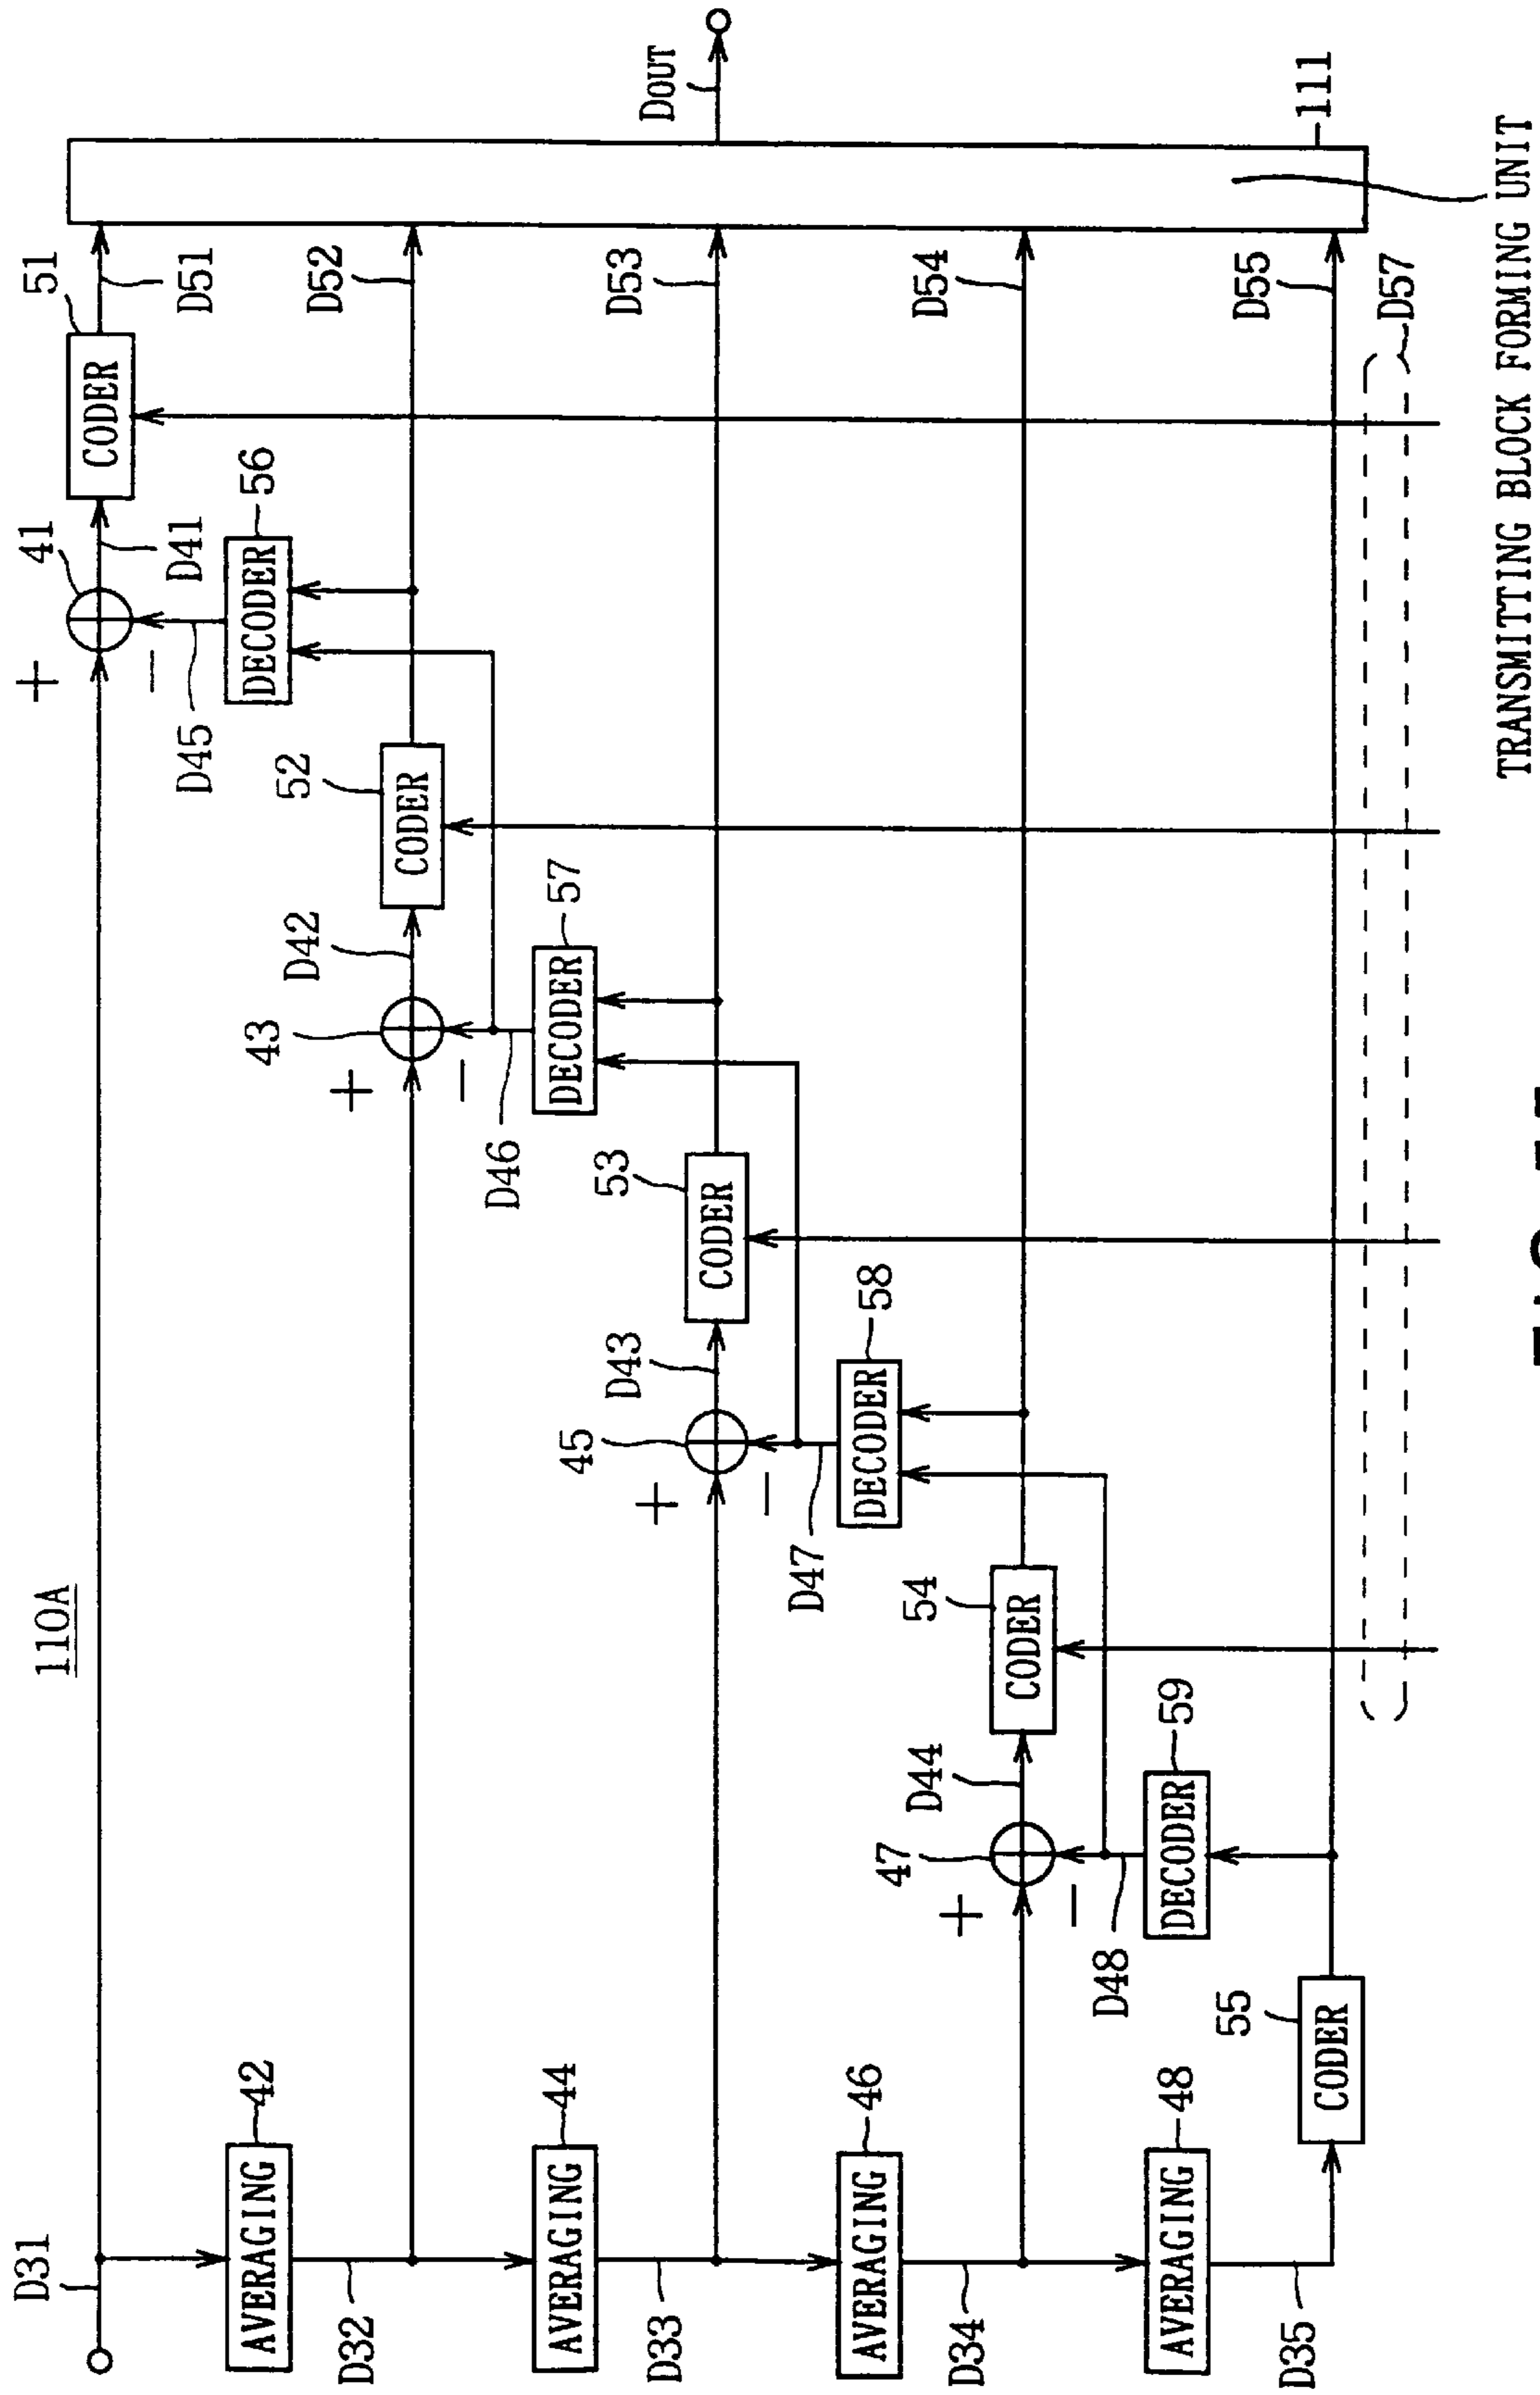 110A
D31
+
41
D41
CODER
51
D51
−
D45
DECODER
56
AVERAGING
42
D32
+
43
D42
CODER
52
D52
−
D46
DECODER
57
AVERAGING
44
D33
+
45
D43
CODER
53
D53
DOUT
−
D47
DECODER
58
AVERAGING
46
D34
+
47
D44
CODER
54
D54
−
D48
DECODER
59
AVERAGING
48
D35
CODER
55
D55
D57
111
TRANSMITTING BLOCK FORMING UNIT